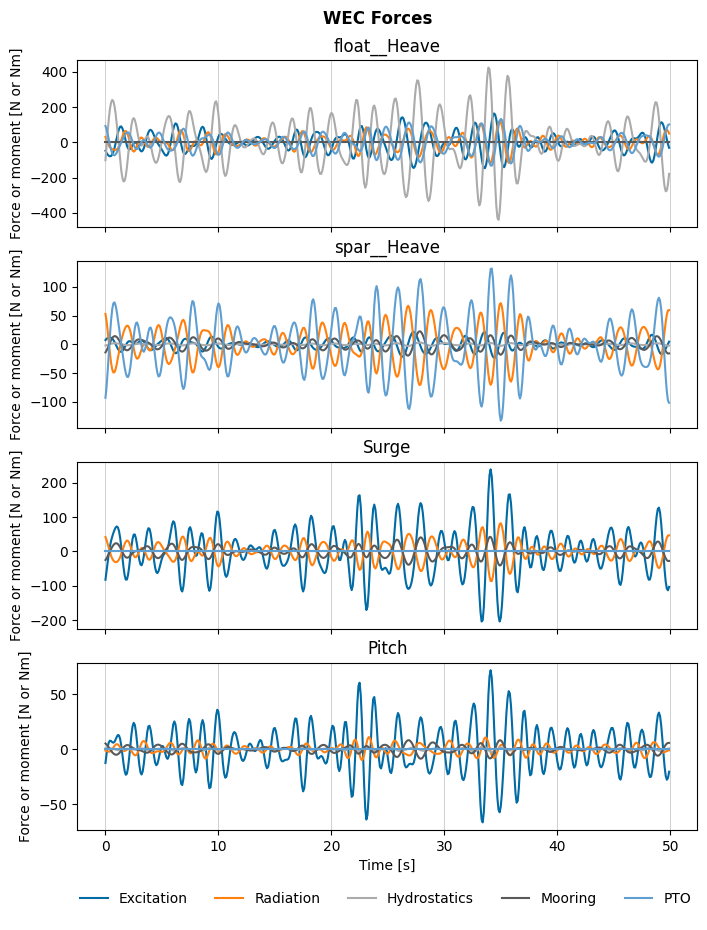 WEC Forces
float__Heave
Force or moment [N or Nm]
400
200
0
−200
−400
spar__Heave
Force or moment [N or Nm]
100
50
0
−50
−100
Surge
Force or moment [N or Nm]
200
100
0
−100
−200
Pitch
Force or moment [N or Nm]
50
0
−50
0 10 20 30 40 50
Time [s]
Excitation Radiation Hydrostatics Mooring PTO